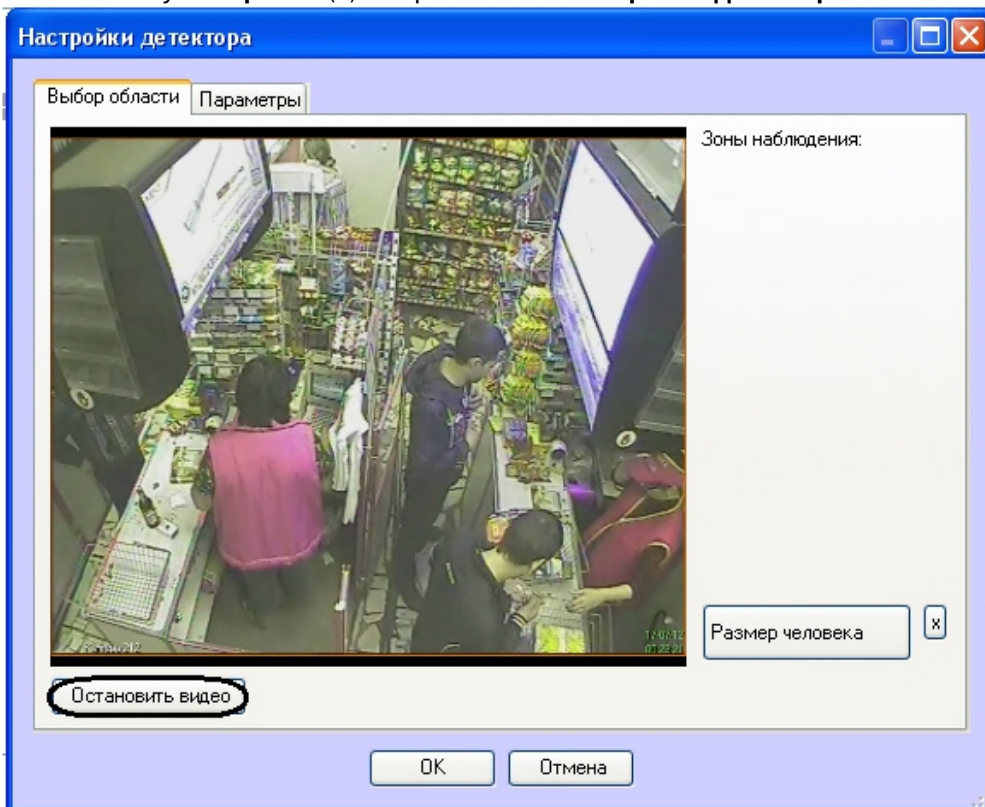 Настройки детектора
Выбор области
Параметры
Зоны наблюдения:
Размер человека
x
Остановить видео
OK
Отмена